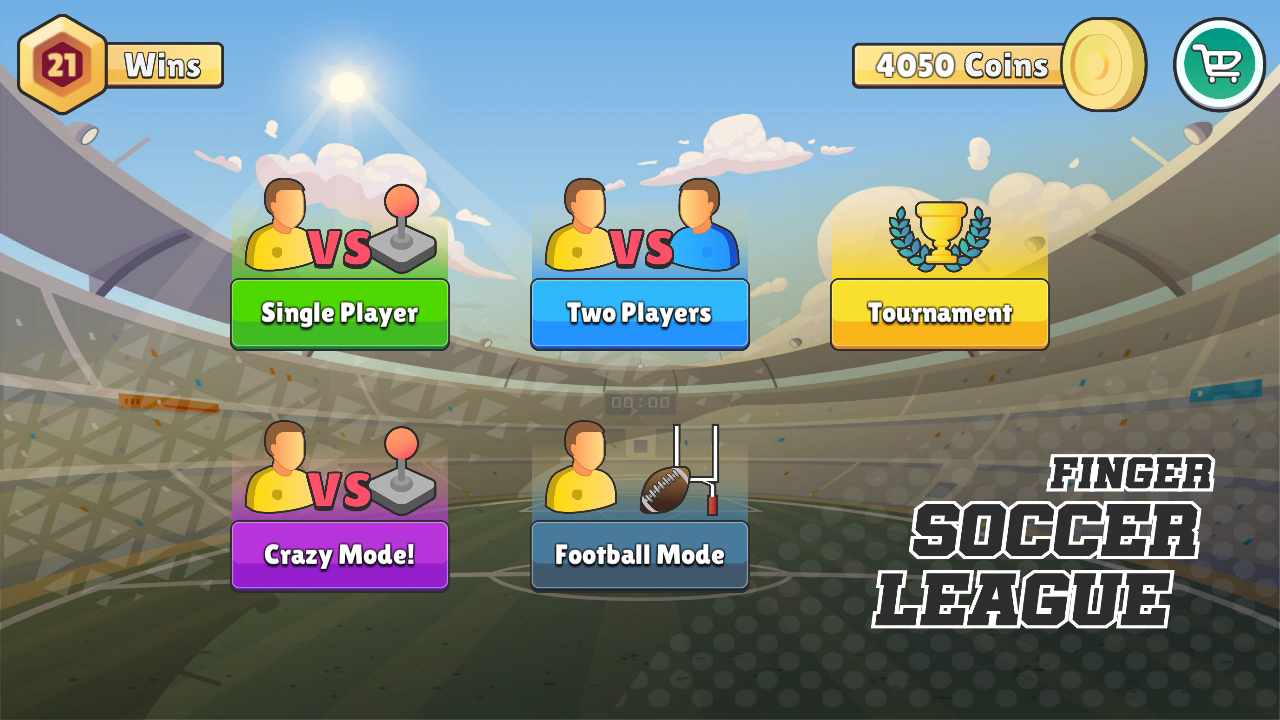 21
Wins
4050 Coins
VS
VS
Single Player
Two Players
Tournament
00:00
VS
Crazy Mode!
Football Mode
FINGER
SOCCER
LEAGUE